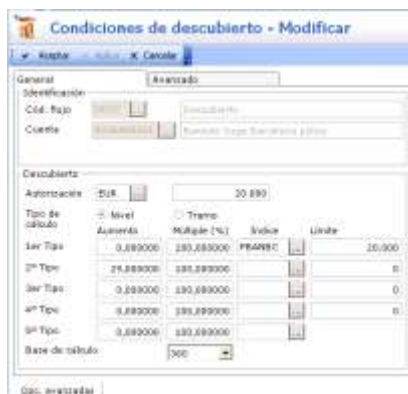 Condiciones de descubierto - Modificar
Aceptar Cancelar
General Avanzado
Identificación
Cód. flujo Descubierto
Cuenta
Descubierto
Autorización EUR 20.000
Tipo de cálculo Nivel Tramo
Aumento Múltiple (%) Índice Límite
1er Tipo 0,000000 100,000000 20.000
2º Tipo 29,000000 100,000000 0
3er Tipo 0,000000 100,000000 0
4º Tipo 0,000000 100,000000 0
5º Tipo 0,000000 100,000000
Base de cálculo 360
Opc. avanzadas